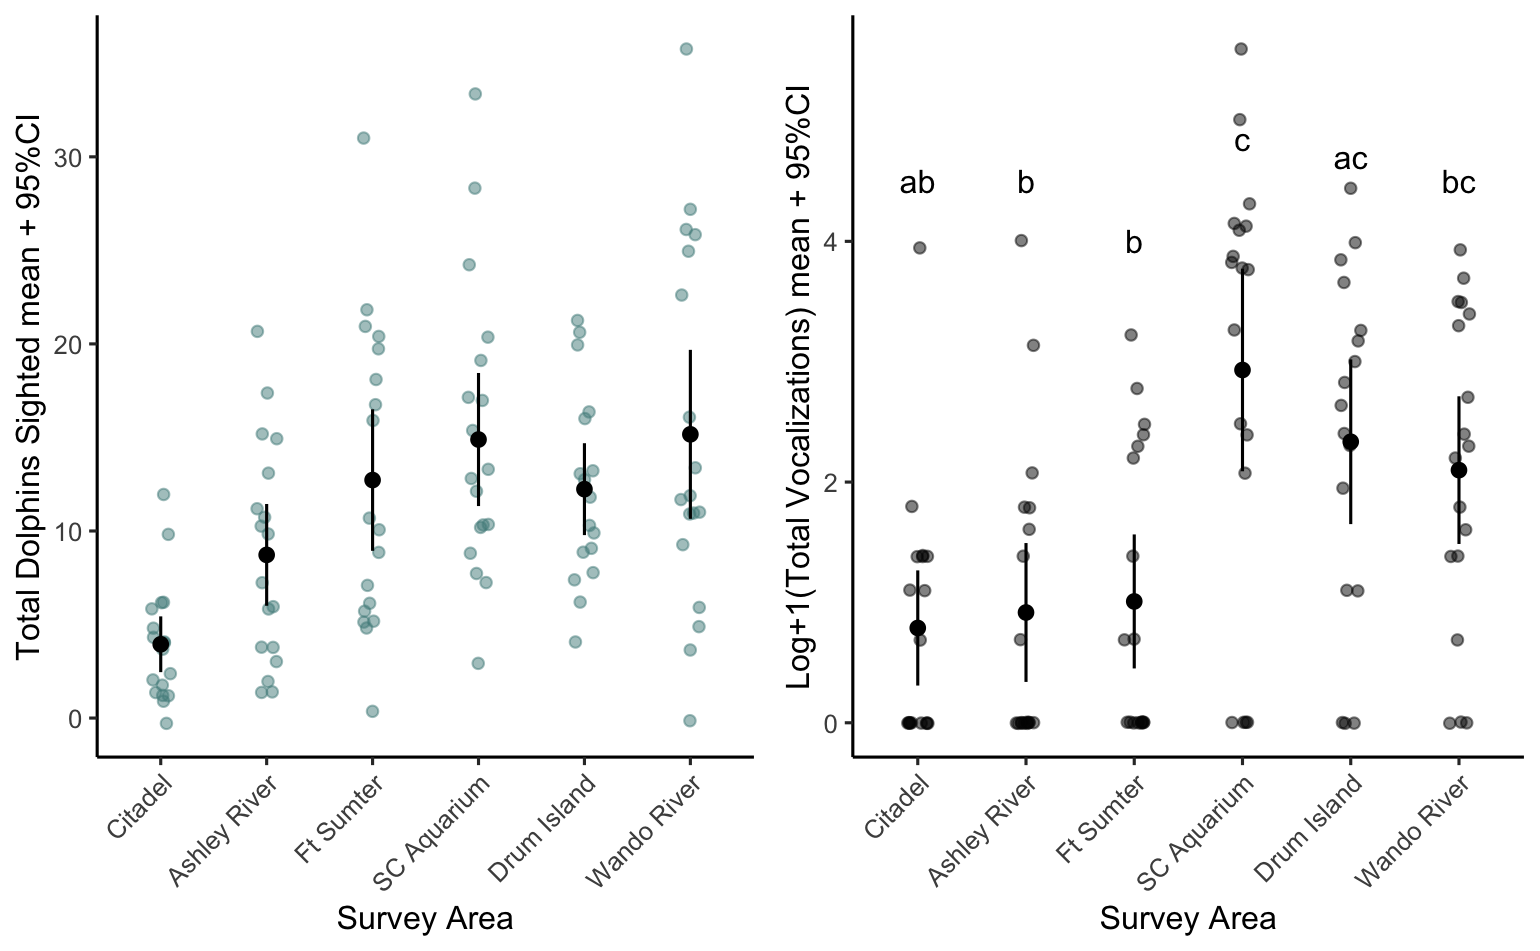 Total Dolphins Sighted mean + 95%CI
30
20
10
0
Citadel
Ashley River
Ft Sumter
SC Aquarium
Drum Island
Wando River
Survey Area
Log+1(Total Vocalizations) mean + 95%CI
4
2
0
ab
b
b
c
ac
bc
Citadel
Ashley River
Ft Sumter
SC Aquarium
Drum Island
Wando River
Survey Area